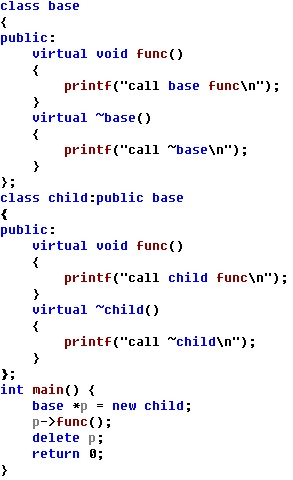 class base
{
public:
    virtual void func()
    {
        printf("call base func\n");
    }
    virtual ~base()
    {
        printf("call ~base\n");
    }
};
class child:public base
{
public:
    virtual void func()
    {
        printf("call child func\n");
    }
    virtual ~child()
    {
        printf("call ~child\n");
    }
};
int main() {
    base *p = new child;
    p->func();
    delete p;
    return 0;
}